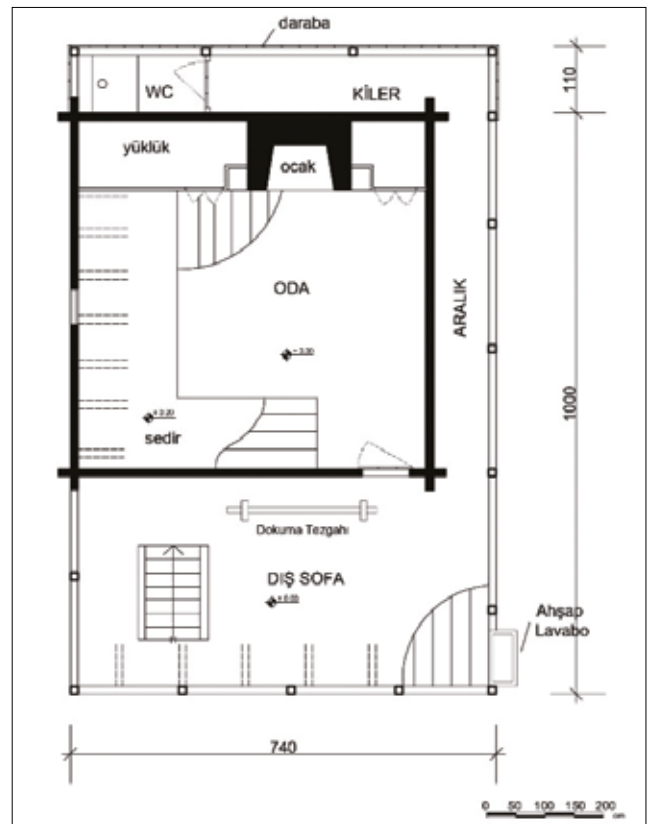 daraba
WC
KİLER
110
yüklük
ocak
ODA
ARALIK
1000
sedir
Dokuma Tezgahı
DIŞ SOFA
Ahşap
Lavabo
740
0 50 100 150 200
cm